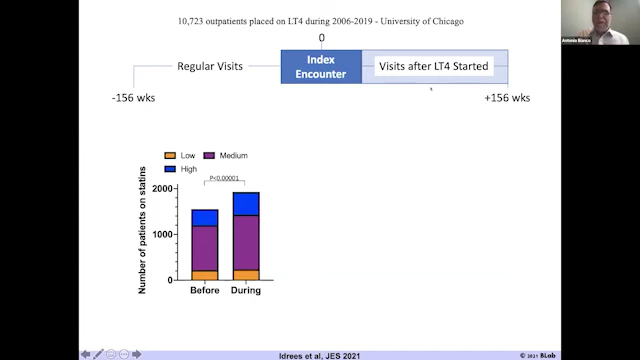 10,723 outpatients placed on LT4 during 2006-2019 - University of Chicago
0
Regular Visits
Index
Encounter
Visits after LT4 Started
-156 wks
+156 wks
Antonio Bianco
Low
Medium
High
P<0.00001
Number of patients on statins
2000
1000
0
Before
During
Idrees et al, JES 2021
© 2021 BLab